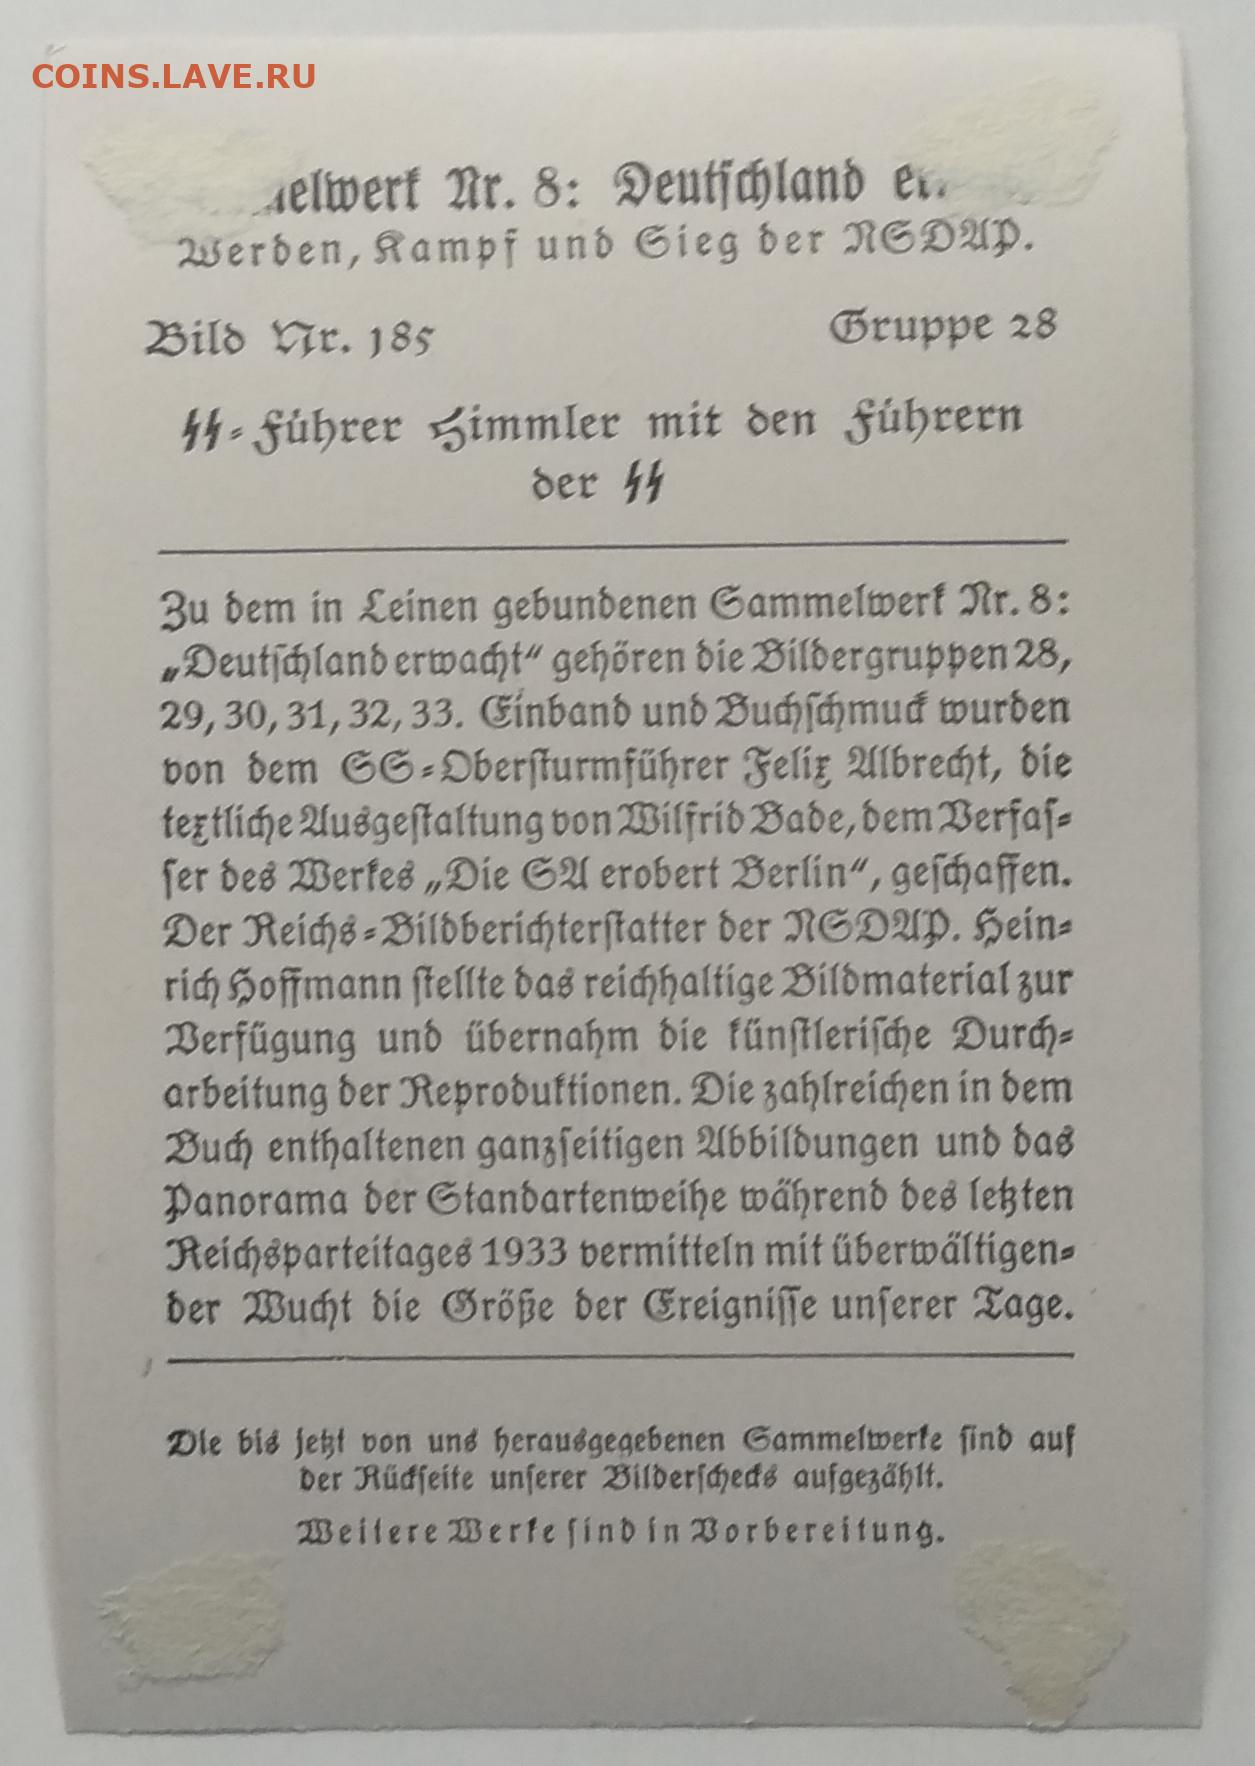 COINS.LAVE.RU
Nr. 8: Deutschland
Werden, Kampf und Sieg der NSDAP.
Bild Nr. 185
Gruppe 28
SS-Führer Himmler mit den Führern
der SS
Zu dem in Leinen gebundenen Sammelwerk Nr. 8:
„Deutschland erwacht“ gehören die Bildergruppen 28,
29, 30, 31, 32, 33. Einband und Buchschmuck wurden
von dem SS-Obersturmführer Felix Albrecht, die
textliche Ausgestaltung von Wilfrid Bade, dem Verfas-
ser des Werkes „Die SA erobert Berlin“, geschaffen.
Der Reichs-Bildberichterstatter der NSDAP. Hein-
rich Hoffmann stellte das reichhaltige Bildmaterial zur
Verfügung und übernahm die künstlerische Durch-
arbeitung der Reproduktionen. Die zahlreichen in dem
Buch enthaltenen ganzseitigen Abbildungen und das
Panorama der Standartenweihe während des letzten
Reichsparteitages 1933 vermitteln mit überwältigen-
der Wucht die Größe der Ereignisse unserer Tage.
Die bis jetzt von uns herausgegebenen Sammelwerke sind auf
der Rückseite unserer Bilderschecks aufgezählt.
Weitere Werke sind in Vorbereitung.